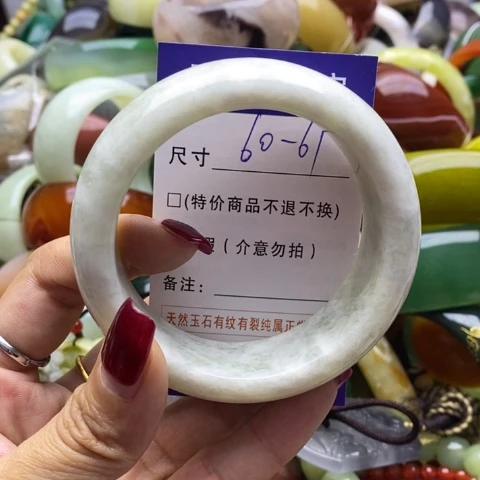 尺寸 60-61
□(特价商品不退不换)
(介意勿拍)
备注:
天然玉石有纹有裂纯属正